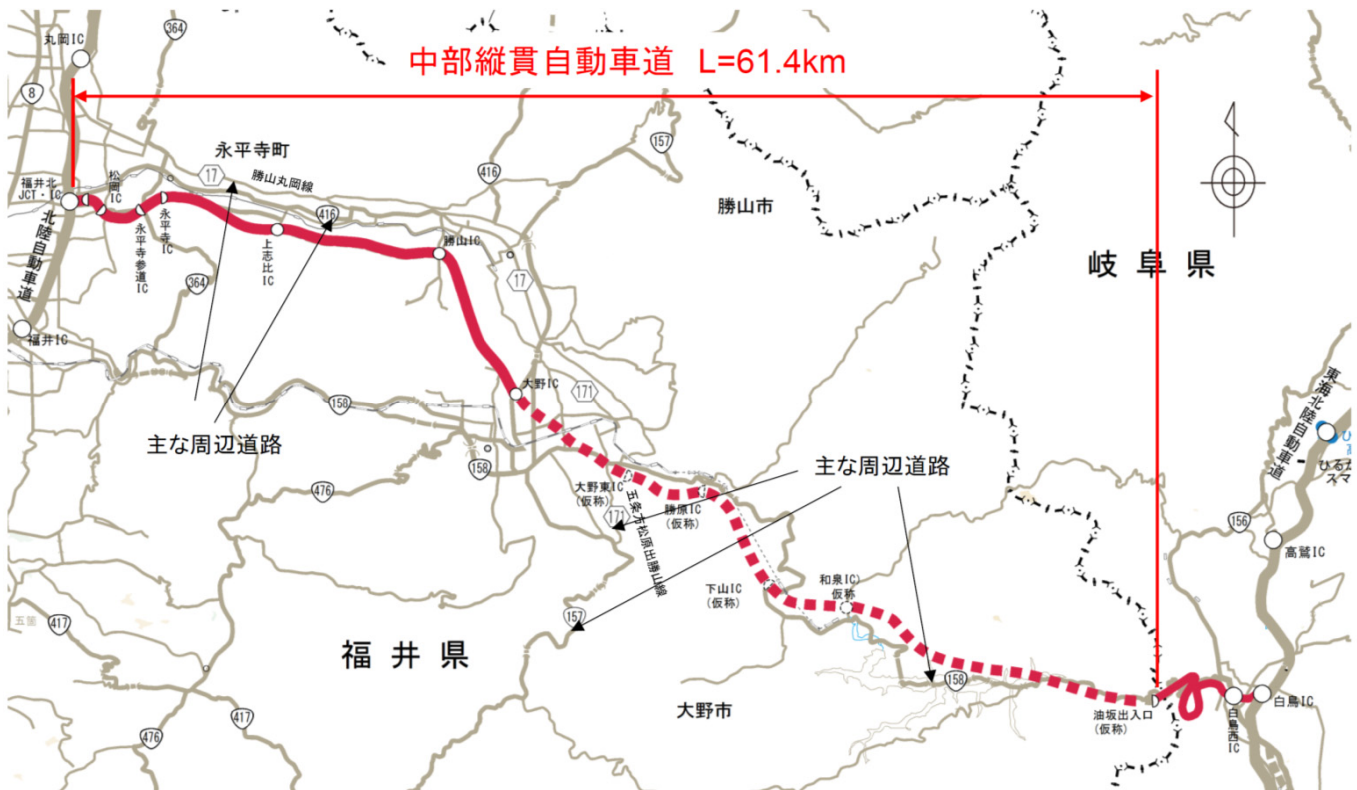 中部縦貫自動車道 L=61.4km
丸岡IC
364
8
157
416
永平寺町
17
勝山丸岡線
松岡IC
福井北
JCT・IC
416
勝山市
永平寺IC
永平寺参道IC
上志比IC
勝山IC
北陸自動車道
岐阜県
17
364
福井IC
大野IC
171
158
東海北陸自動車道
主な周辺道路
158
主な周辺道路
476
大野東IC
(仮称)
171
五条方松原出勝山線
勝原IC
(仮称)
ひる
スマ
156
高鷲IC
下山IC
(仮称)
和泉IC)
仮称
157
417
五箇
福井県
158
大野市
油坂出入口
(仮称)
白鳥西IC
白鳥IC
417
476